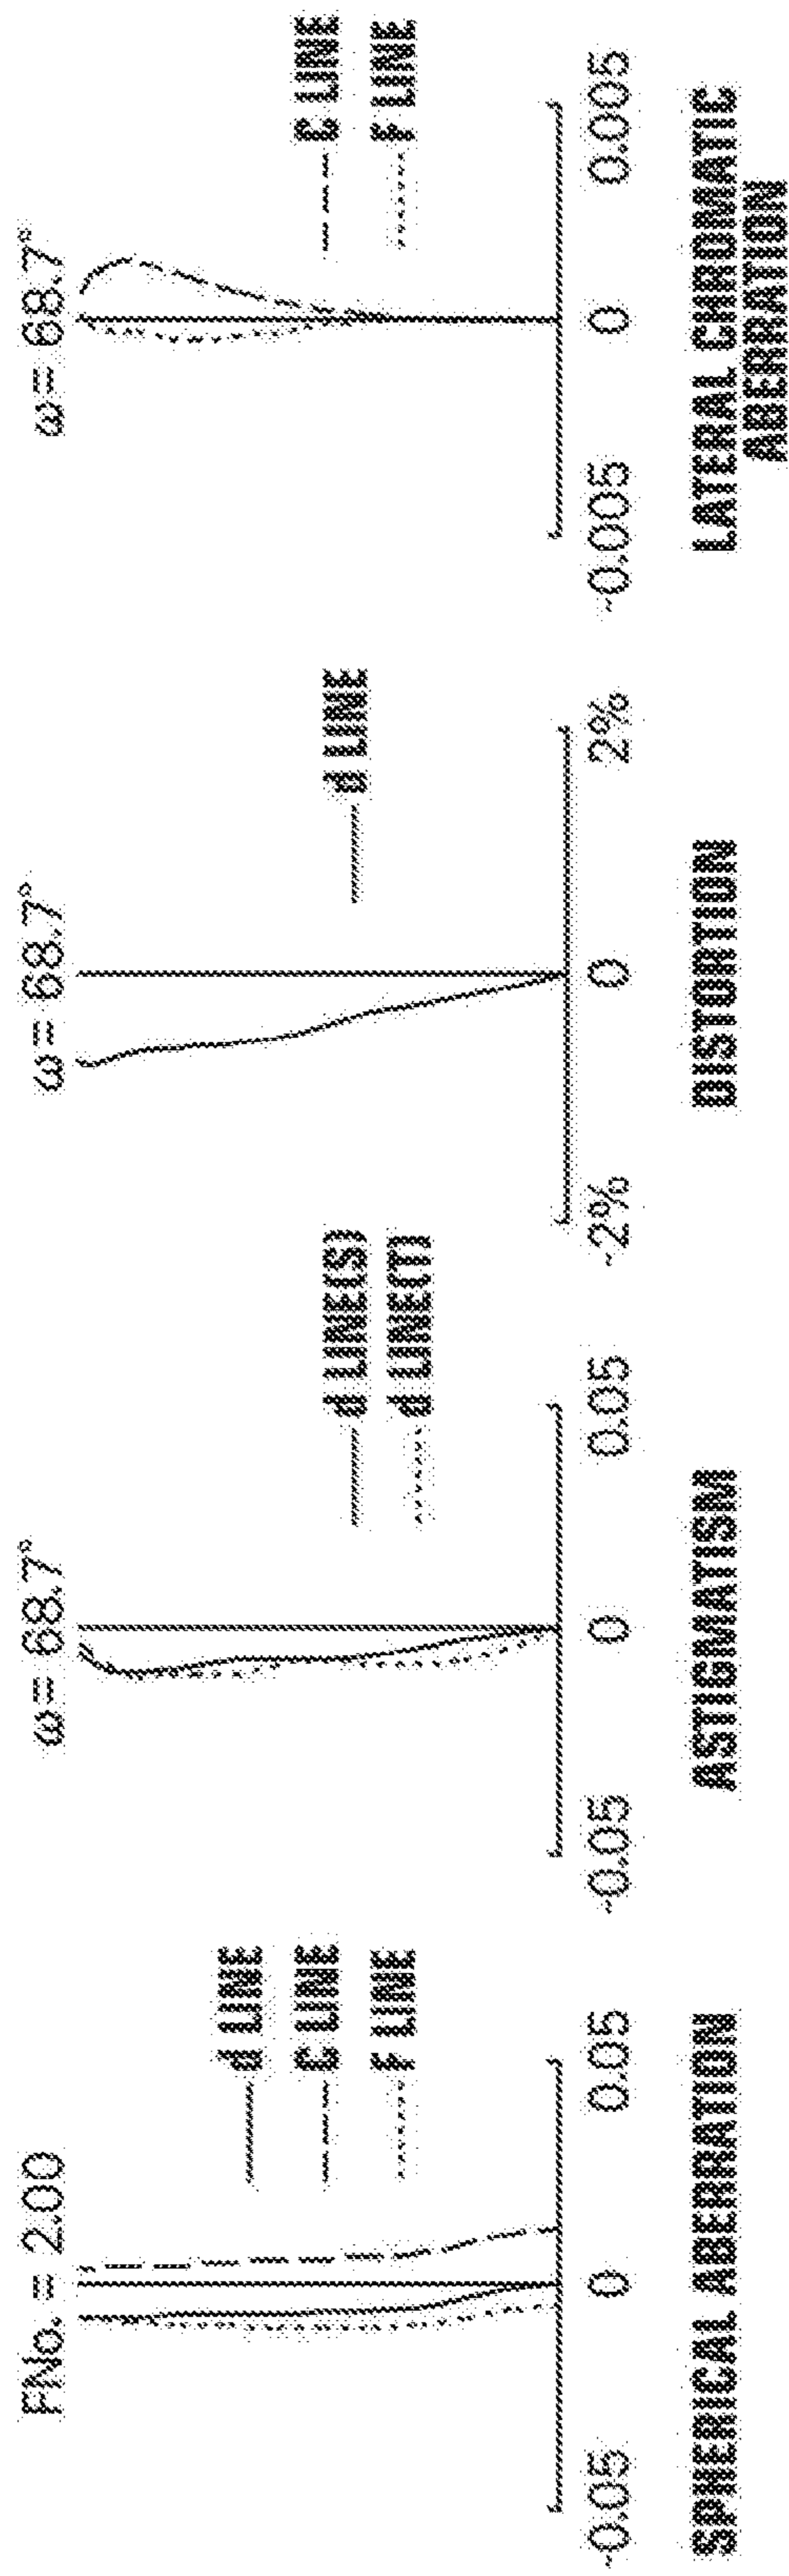 FNo. = 2.00
d LINE
C LINE
F LINE
-0.05
0
0.05
SPHERICAL ABERRATION
ω= 68.7°
d LINE(S)
d LINE(T)
-0.05
0
0.05
ASTIGMATISM
ω= 68.7°
d LINE
-2%
0
2%
DISTORTION
ω= 68.7°
C LINE
F LINE
-0.005
0
0.005
LATERAL CHROMATIC
ABERRATION